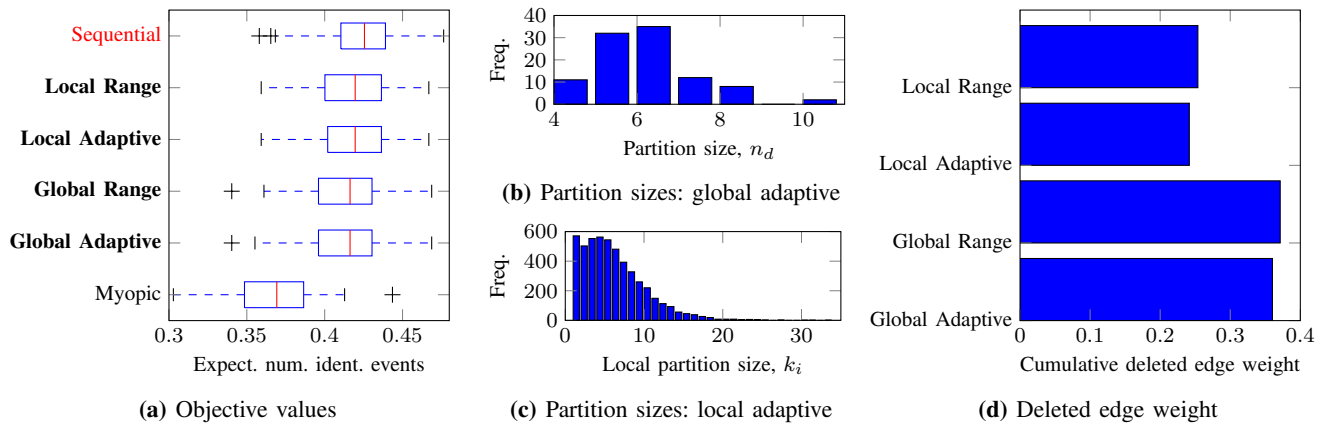 Sequential
Local Range
Local Adaptive
Global Range
Global Adaptive
Myopic
0.3 0.35 0.4 0.45
Expect. num. ident. events
(a) Objective values
40
30
20
10
0
Freq.
4 6 8 10
Partition size, n_d
(b) Partition sizes: global adaptive
600
400
200
0
Freq.
0 10 20 30
Local partition size, k_i
(c) Partition sizes: local adaptive
Local Range
Local Adaptive
Global Range
Global Adaptive
0 0.1 0.2 0.3 0.4
Cumulative deleted edge weight
(d) Deleted edge weight